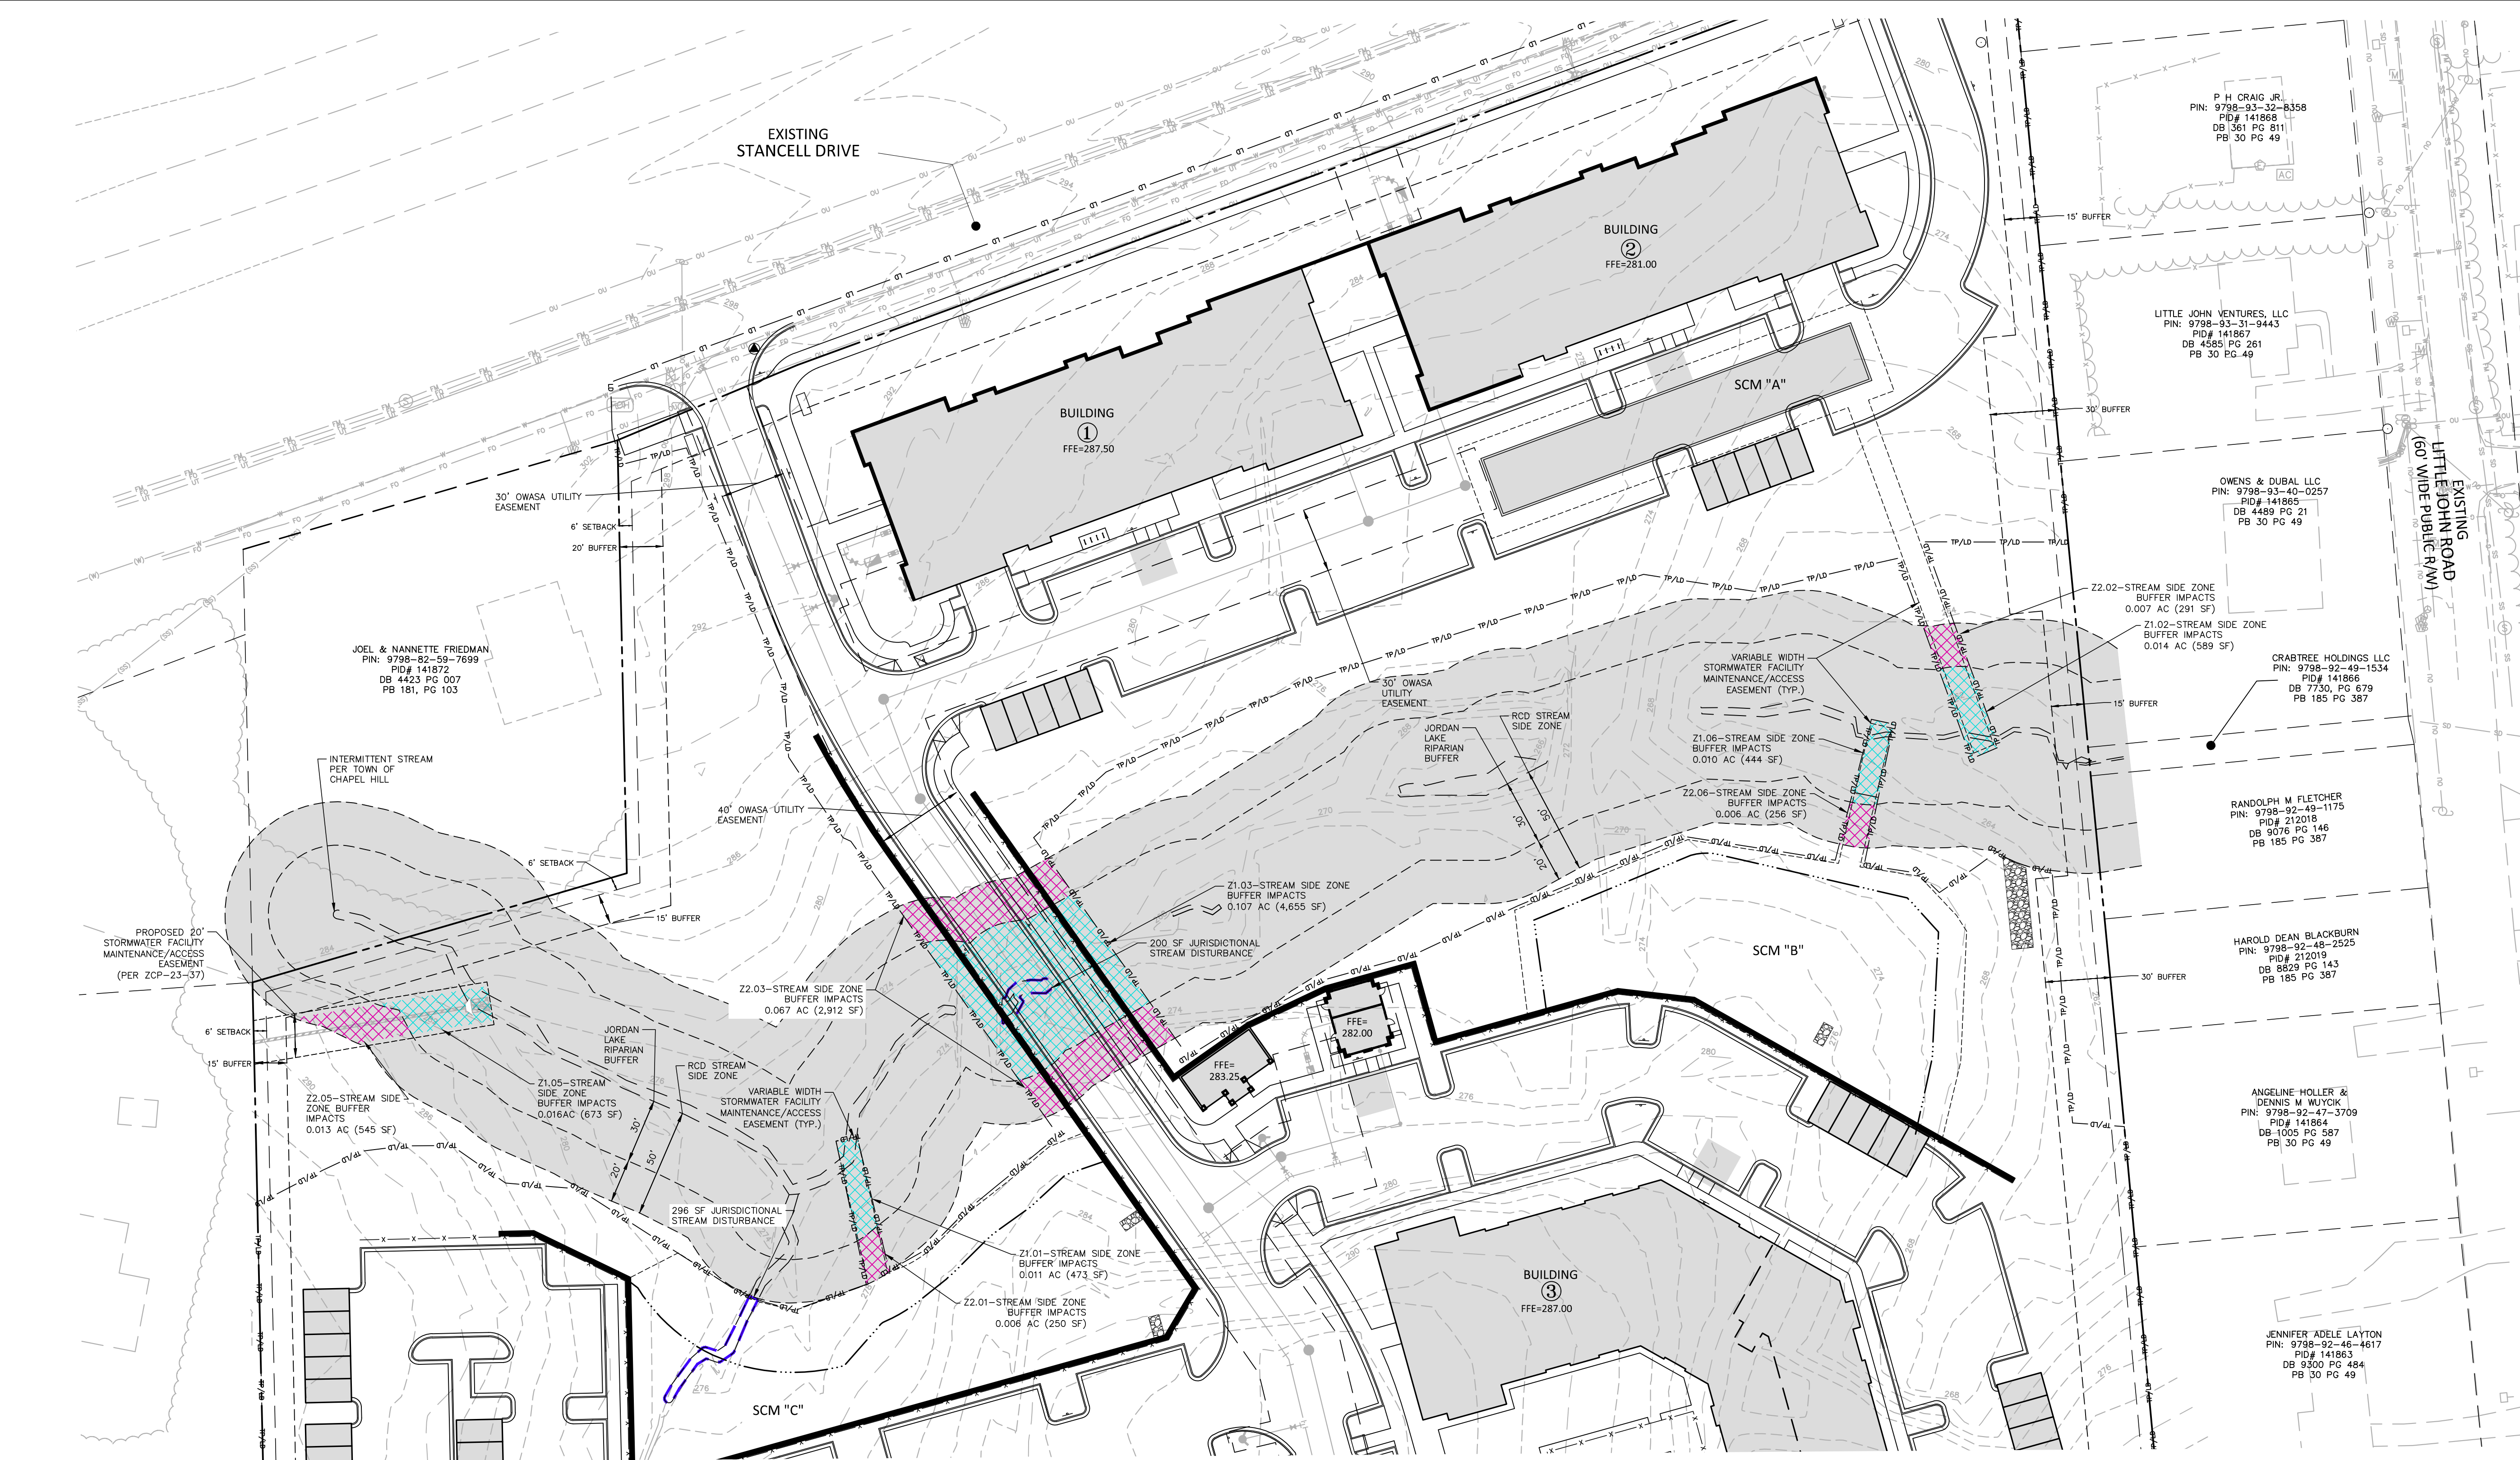 EXISTING
STANCELL DRIVE
BUILDING
1
FFE=287.50
BUILDING
2
FFE=281.00
SCM "A"
P H CRAIG JR.
PIN: 9798-93-32-8358
PID# 141868
DB 361 PG 811
PB 30 PG 49
15' BUFFER
LITTLE JOHN VENTURES, LLC
PIN: 9798-93-31-9443
PID# 141867
DB 4585 PG 261
PB 30 PG 49
30' BUFFER
OWENS & DUBAL LLC
PIN: 9798-93-40-0257
PID# 141865
DB 4489 PG 21
PB 30 PG 49
EXISTING
LITTLE JOHN ROAD
(60' WIDE PUBLIC R/W)
30' OWASA UTILITY
EASEMENT
6' SETBACK
20' BUFFER
JOEL & NANNETTE FRIEDMAN
PIN: 9798-82-59-7699
PID# 141872
DB 4423 PG 007
PB 181, PG 103
Z2.02-STREAM SIDE ZONE
BUFFER IMPACTS
0.007 AC (291 SF)
Z1.02-STREAM SIDE ZONE
BUFFER IMPACTS
0.014 AC (589 SF)
CRABTREE HOLDINGS LLC
PIN: 9798-92-49-1534
PID# 141866
DB 7730, PG 679
PB 185 PG 387
VARIABLE WIDTH
STORMWATER FACILITY
MAINTENANCE/ACCESS
EASEMENT (TYP.)
15' BUFFER
30' OWASA
UTILITY
EASEMENT
JORDAN
LAKE
RIPARIAN
BUFFER
RCD STREAM
SIDE ZONE
30'
50'
20'
Z1.06-STREAM SIDE ZONE
BUFFER IMPACTS
0.010 AC (444 SF)
Z2.06-STREAM SIDE ZONE
BUFFER IMPACTS
0.006 AC (256 SF)
INTERMITTENT STREAM
PER TOWN OF
CHAPEL HILL
40' OWASA UTILITY
EASEMENT
6' SETBACK
15' BUFFER
RANDOLPH M FLETCHER
PIN: 9798-92-49-1175
PID# 212018
DB 9076 PG 146
PB 185 PG 387
Z1.03-STREAM SIDE ZONE
BUFFER IMPACTS
0.107 AC (4,655 SF)
200 SF JURISDICTIONAL
STREAM DISTURBANCE
PROPOSED 20'
STORMWATER FACILITY
MAINTENANCE/ACCESS
EASEMENT
(PER ZCP-23-37)
Z2.03-STREAM SIDE ZONE
BUFFER IMPACTS
0.067 AC (2,912 SF)
SCM "B"
HAROLD DEAN BLACKBURN
PIN: 9798-92-48-2525
PID# 212019
DB 8829 PG 143
PB 185 PG 387
30' BUFFER
6' SETBACK
15' BUFFER
JORDAN
LAKE
RIPARIAN
BUFFER
RCD STREAM
SIDE ZONE
FFE=
282.00
FFE=
283.25
Z2.05-STREAM SIDE
ZONE BUFFER
IMPACTS
0.013 AC (545 SF)
Z1.05-STREAM
SIDE ZONE
BUFFER IMPACTS
0.016AC (673 SF)
VARIABLE WIDTH
STORMWATER FACILITY
MAINTENANCE/ACCESS
EASEMENT (TYP.)
30'
50'
20'
ANGELINE HOLLER &
DENNIS M WUYCIK
PIN: 9798-92-47-3709
PID# 141864
DB 1005 PG 587
PB 30 PG 49
296 SF JURISDICTIONAL
STREAM DISTURBANCE
Z1.01-STREAM SIDE ZONE
BUFFER IMPACTS
0.011 AC (473 SF)
Z2.01-STREAM SIDE ZONE
BUFFER IMPACTS
0.006 AC (250 SF)
BUILDING
3
FFE=287.00
SCM "C"
JENNIFER ADELE LAYTON
PIN: 9798-92-46-4617
PID# 141863
DB 9300 PG 484
PB 30 PG 49